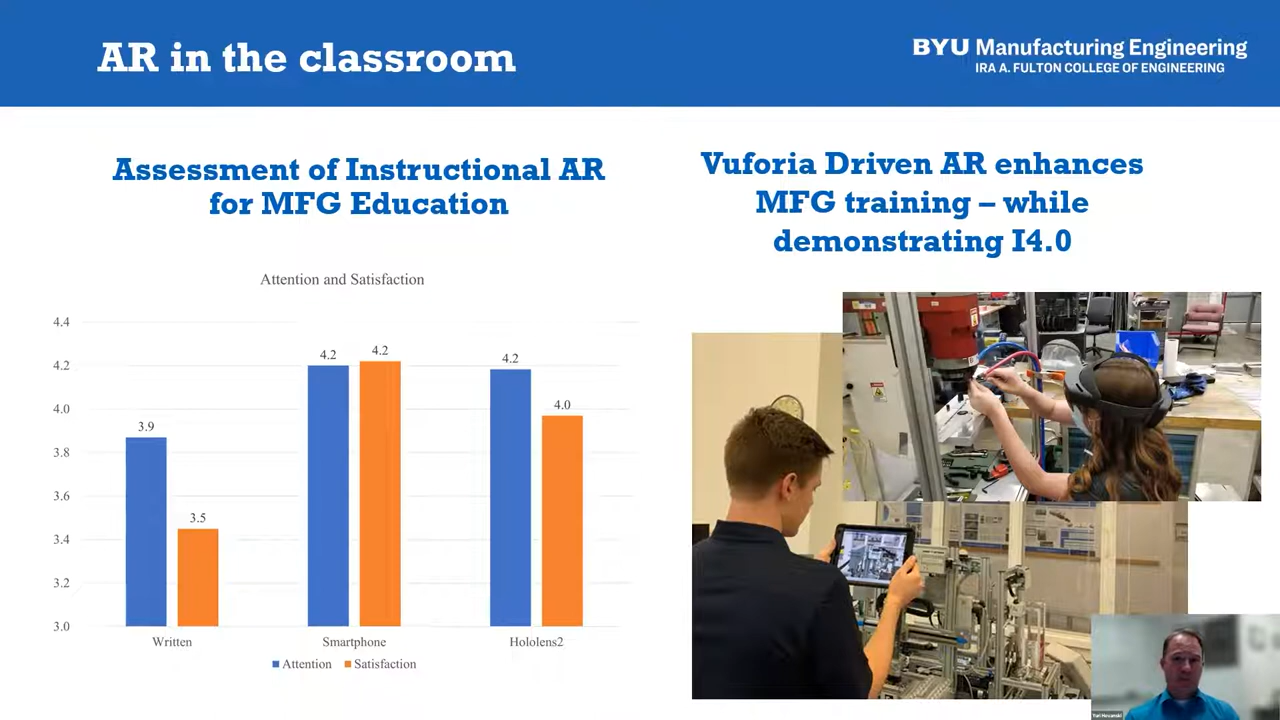 AR in the classroom
BYU Manufacturing Engineering
IRA A. FULTON COLLEGE OF ENGINEERING
Assessment of Instructional AR
for MFG Education
Attention and Satisfaction
4.4
4.2
4.0
3.8
3.6
3.4
3.2
3.0
3.9
3.5
4.2
4.2
4.2
4.0
Written
Smartphone
Hololens2
Attention
Satisfaction
Vuforia Driven AR enhances
MFG training – while
demonstrating I4.0